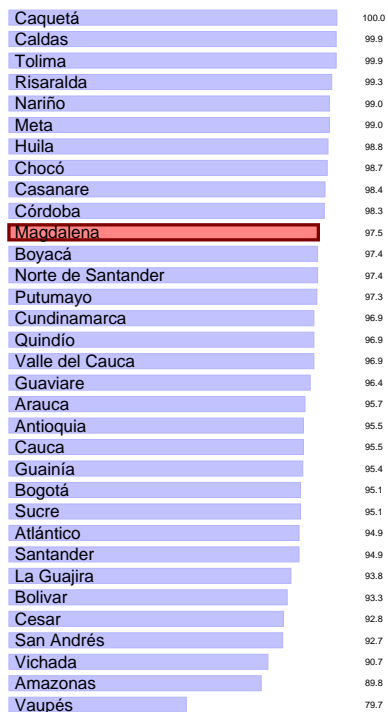 Caquetá 100.0
Caldas 99.9
Tolima 99.9
Risaralda 99.3
Nariño 99.0
Meta 99.0
Huila 98.8
Chocó 98.7
Casanare 98.4
Córdoba 98.3
Magdalena 97.5
Boyacá 97.4
Norte de Santander 97.4
Putumayo 97.3
Cundinamarca 96.9
Quindío 96.9
Valle del Cauca 96.9
Guaviare 96.4
Arauca 95.7
Antioquia 95.5
Cauca 95.5
Guainía 95.4
Bogotá 95.1
Sucre 95.1
Atlántico 94.9
Santander 94.9
La Guajira 93.8
Bolivar 93.3
Cesar 92.8
San Andrés 92.7
Vichada 90.7
Amazonas 89.8
Vaupés 79.7